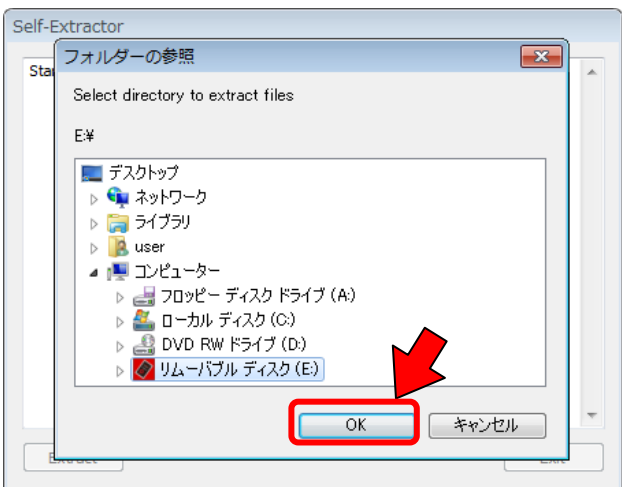 Self-Extractor
フォルダーの参照
Select directory to extract files
E:¥
デスクトップ
ネットワーク
ライブラリ
user
コンピューター
フロッピー ディスク ドライブ (A:)
ローカル ディスク (C:)
DVD RW ドライブ (D:)
リムーバブル ディスク (E:)
OK キャンセル